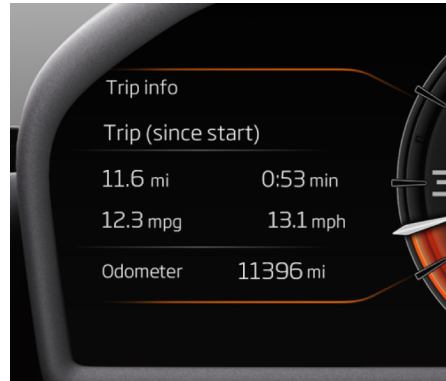 Trip info
Trip (since start)
11.6 mi 0:53 min
12.3 mpg 13.1 mph
Odometer 11396 mi